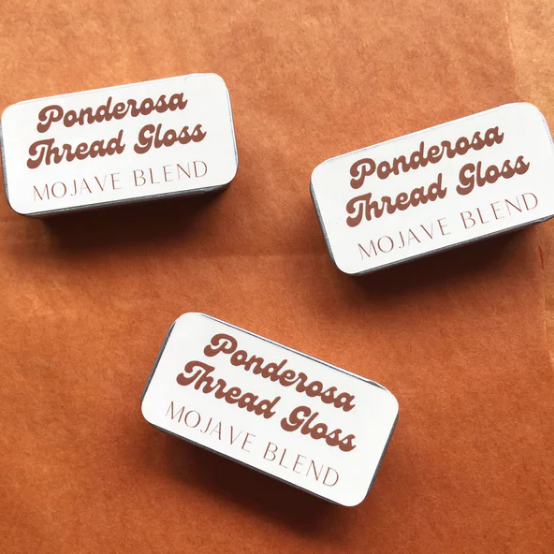 Ponderosa
Thread Gloss
MOJAVE BLEND
Ponderosa
Thread Gloss
MOJAVE BLEND
Ponderosa
Thread Gloss
MOJAVE BLEND